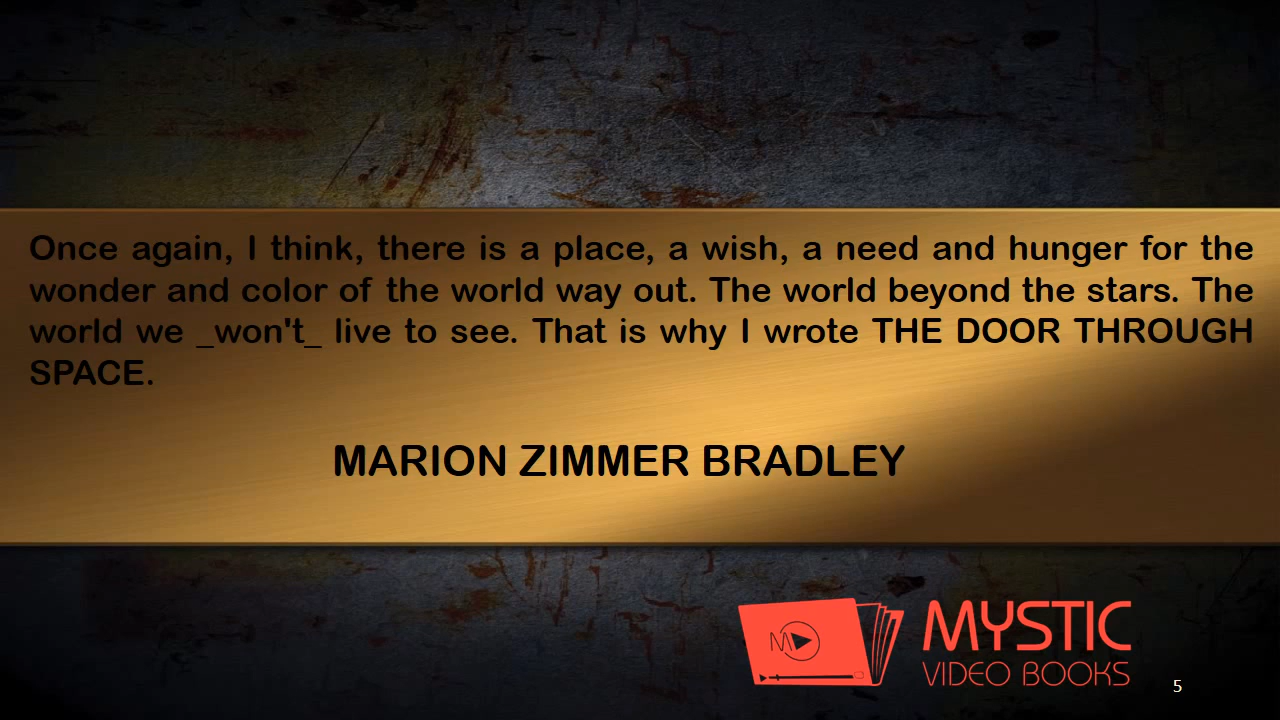 Once again, I think, there is a place, a wish, a need and hunger for the
wonder and color of the world way out. The world beyond the stars. The
world we _won't_ live to see. That is why I wrote THE DOOR THROUGH
SPACE.
MARION ZIMMER BRADLEY
M
MYSTIC
VIDEO BOOKS
5